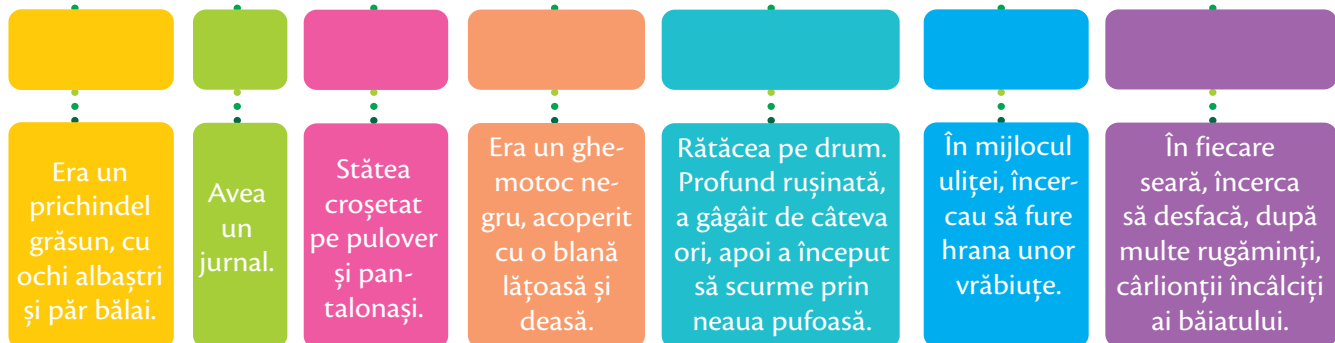 Era un
prichindel
grăsun, cu
ochi albaștri
și păr bălai.
Avea
un
jurnal.
Stătea
croșetat
pe pulover
și pan-
talonași.
Era un ghe-
motoc ne-
gru, acoperit
cu o blană
lățoasă și
deasă.
Rătăcea pe drum.
Profund rușinată,
a gâgâit de câteva
ori, apoi a început
să scurme prin
neaua pufoasă.
În mijlocul
uliței, încer-
cau să fure
hrana unor
vrăbiuțe.
În fiecare
seară, încerca
să desfacă, după
multe rugăminți,
cârlionții încâlciți
ai băiatului.